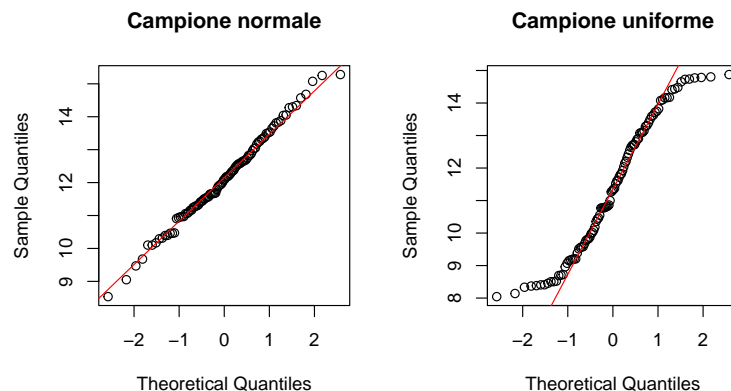 Campione normale
Campione uniforme
Sample Quantiles
9 10 12 14
−2 −1 0 1 2
Theoretical Quantiles
Sample Quantiles
8 9 10 12 14
−2 −1 0 1 2
Theoretical Quantiles